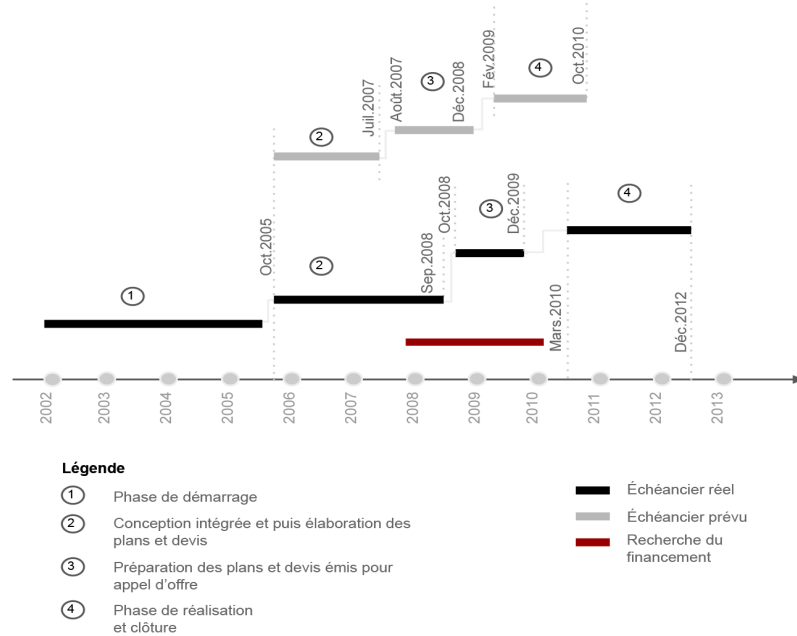 Fév.2009
Oct.2010
4
3
Août.2007
Déc.2008
Juil.2007
2
4
Oct.2008
Déc.2009
3
Oct.2005
2
Sep.2008
1
Mars.2010
Déc.2012
2002
2003
2004
2005
2006
2007
2008
2009
2010
2011
2012
2013
Légende
1 Phase de démarrage
2 Conception intégrée et puis élaboration des
plans et devis
3 Préparation des plans et devis émis pour
appel d'offre
4 Phase de réalisation
et clôture
Échéancier réel
Échéancier prévu
Recherche du
financement